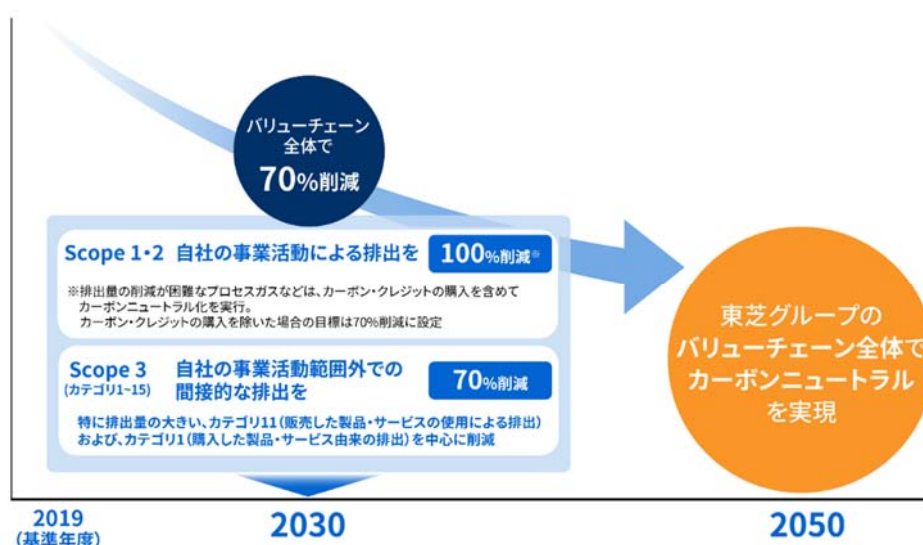 バリューチェーン
全体で
70%削減
Scope 1・2 自社の事業活動による排出を 100%削減※
※排出量の削減が困難なプロセスガスなどは、カーボン・クレジットの購入を含めて
カーボンニュートラル化を実行。
カーボン・クレジットの購入を除いた場合の目標は70%削減に設定
Scope 3 自社の事業活動範囲外での
(カテゴリ1~15) 間接的な排出を 70%削減
特に排出量の大きい、カテゴリ11(販売した製品・サービスの使用による排出)
および、カテゴリ1(購入した製品・サービス由来の排出)を中心に削減
東芝グループの
バリューチェーン全体で
カーボンニュートラル
を実現
2019
(基準年度)
2030
2050